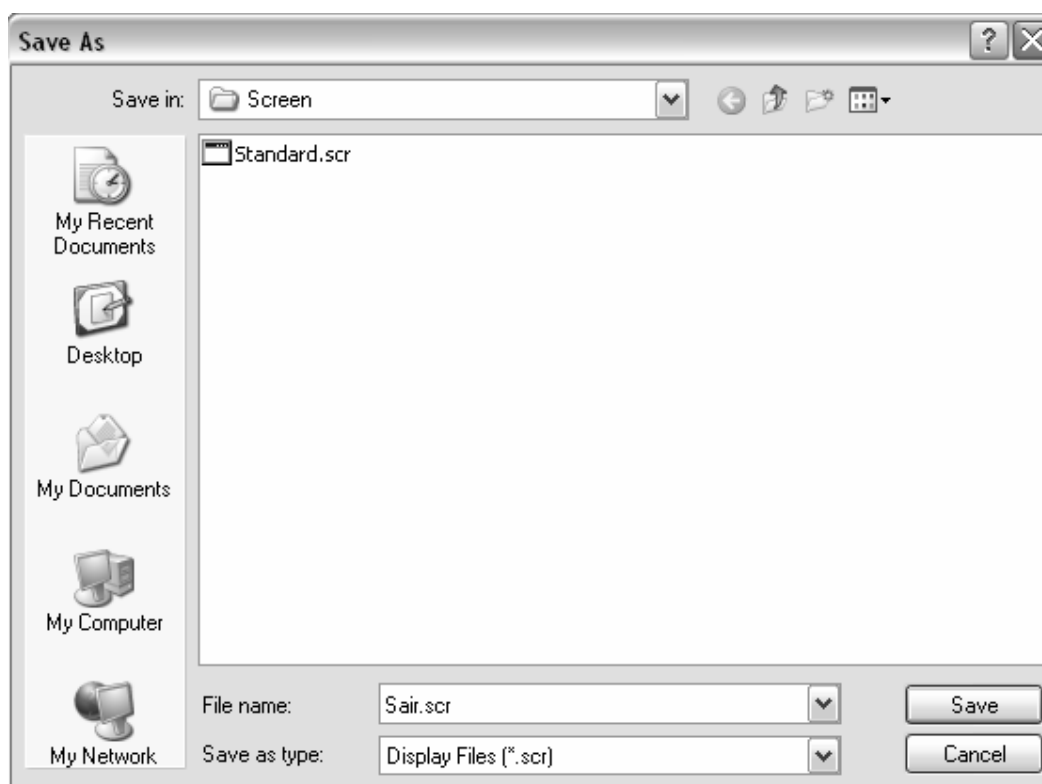 Save As
Save in:
Screen
Standard.scr
My Recent
Documents
Desktop
My Documents
My Computer
My Network
File name:
Sair.scr
Save
Save as type:
Display Files (*.scr)
Cancel